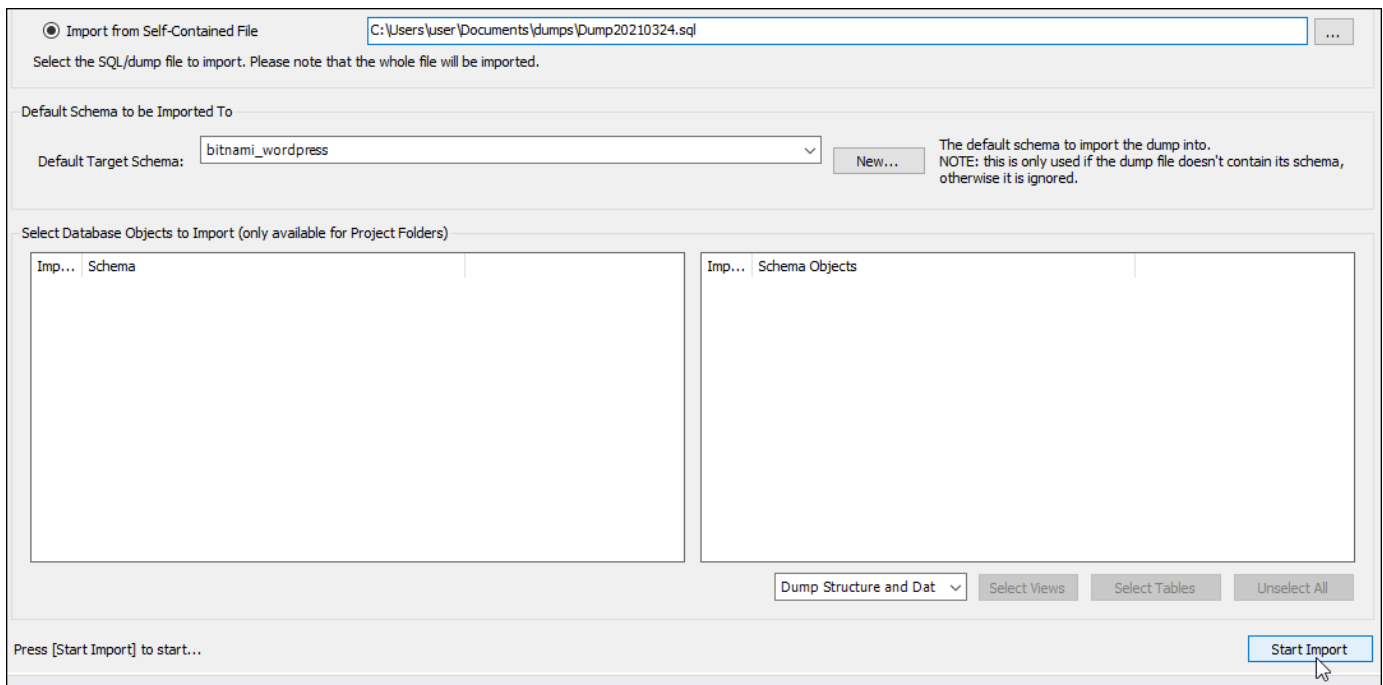 Import from Self-Contained File
C:\Users\user\Documents\dumps\Dump20210324.sql
...
Select the SQL/dump file to import. Please note that the whole file will be imported.
Default Schema to be Imported To
Default Target Schema:
bitnami_wordpress
New...
The default schema to import the dump into.
NOTE: this is only used if the dump file doesn't contain its schema,
otherwise it is ignored.
Select Database Objects to Import (only available for Project Folders)
Imp... Schema
Imp... Schema Objects
Dump Structure and Dat
Select Views
Select Tables
Unselect All
Press [Start Import] to start...
Start Import